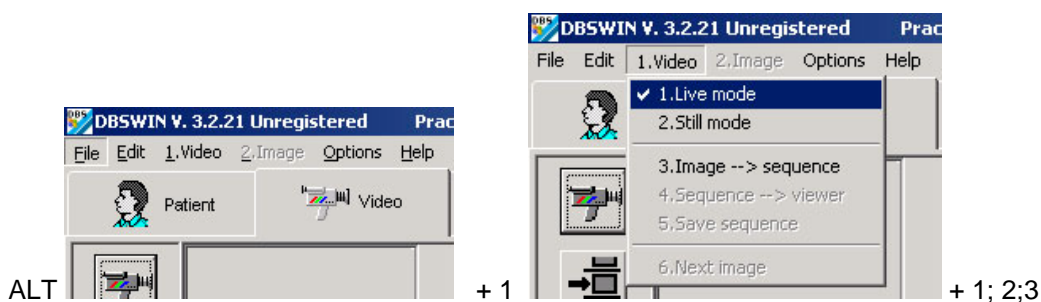 DBS DBSWIN V. 3.2.21 Unregistered Prac
File Edit 1.Video 2.Image Options Help
1.Live mode
2.Still mode
3.Image --> sequence
4.Sequence --> viewer
5.Save sequence
6.Next image
DBS DBSWIN V. 3.2.21 Unregistered Prac
File Edit 1.Video 2.Image Options Help
Patient Video
ALT + 1 + 1; 2;3